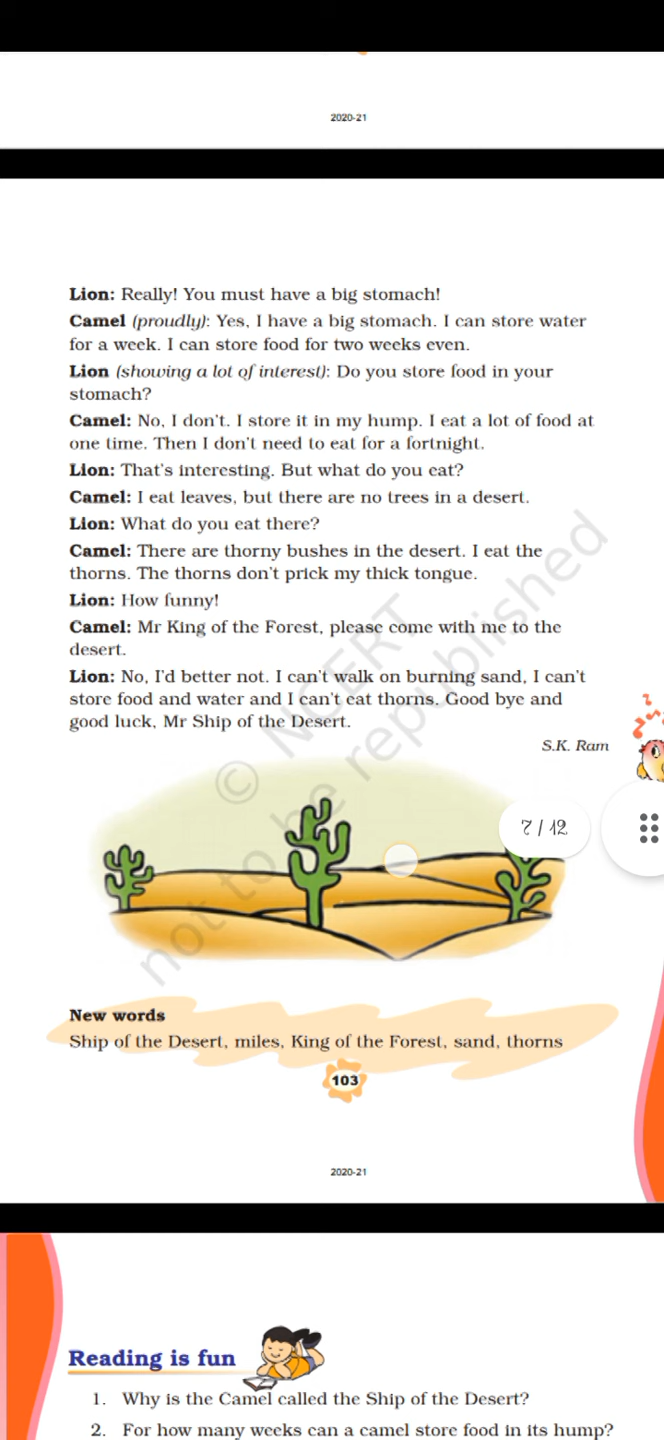 2020-21
Lion: Really! You must have a big stomach!
Camel (proudly): Yes, I have a big stomach. I can store water
for a week. I can store food for two weeks even.
Lion (showing a lot of interest): Do you store food in your
stomach?
Camel: No, I don't. I store it in my hump. I eat a lot of food at
one time. Then I don't need to eat for a fortnight.
Lion: That's interesting. But what do you eat?
Camel: I eat leaves, but there are no trees in a desert.
Lion: What do you eat there?
Camel: There are thorny bushes in the desert. I eat the
thorns. The thorns don't prick my thick tongue.
Lion: How funny!
Camel: Mr King of the Forest, please come with me to the
desert.
Lion: No, I'd better not. I can't walk on burning sand, I can't
store food and water and I can't eat thorns. Good bye and
good luck, Mr Ship of the Desert.
S.K. Ram
© NCERT
not to be republished
7 / 12
New words
Ship of the Desert, miles, King of the Forest, sand, thorns
103
2020-21
Reading is fun
1. Why is the Camel called the Ship of the Desert?
2. For how many weeks can a camel store food in its hump?